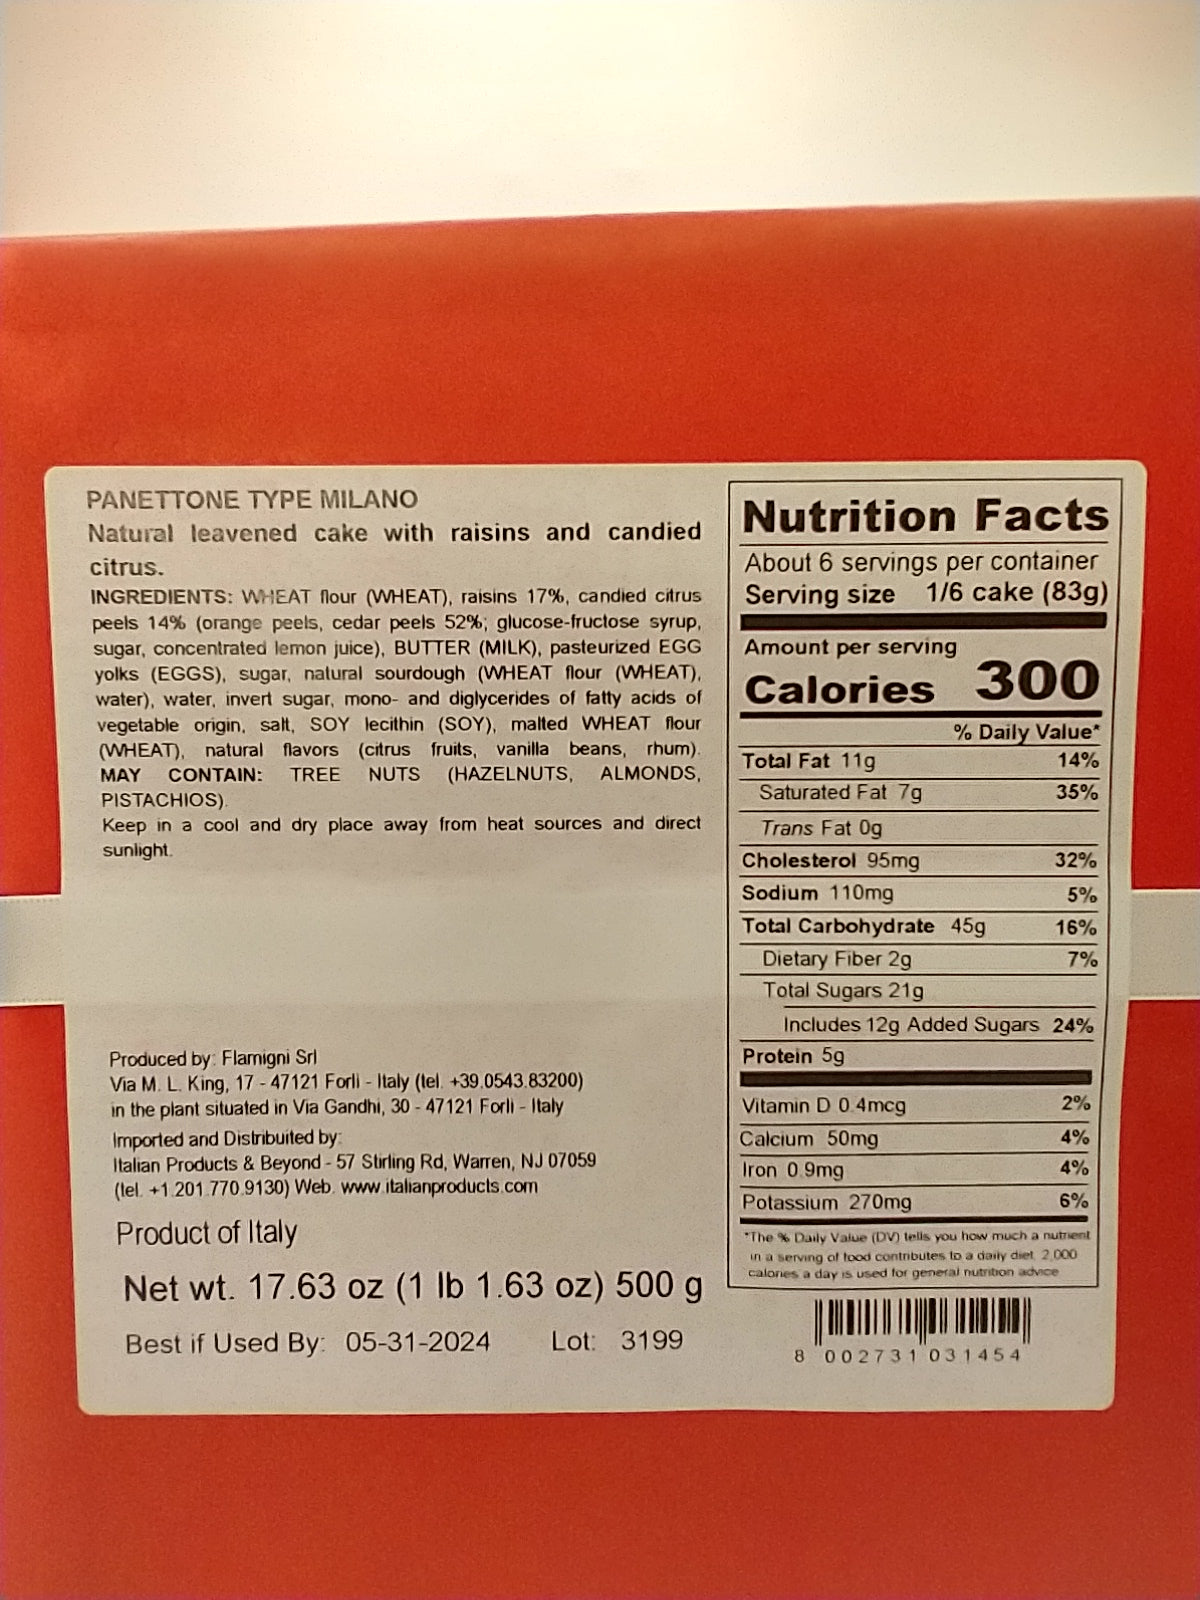 PANETTONE TYPE MILANO
Natural leavened cake with raisins and candied
citrus.
INGREDIENTS: WHEAT flour (WHEAT), raisins 17%, candied citrus
peels 14% (orange peels, cedar peels 52%; glucose-fructose syrup,
sugar, concentrated lemon juice), BUTTER (MILK), pasteurized EGG
yolks (EGGS), sugar, natural sourdough (WHEAT flour (WHEAT),
water), water, invert sugar, mono- and diglycerides of fatty acids of
vegetable origin, salt, SOY lecithin (SOY), malted WHEAT flour
(WHEAT), natural flavors (citrus fruits, vanilla beans, rhum).
MAY CONTAIN: TREE NUTS (HAZELNUTS, ALMONDS,
PISTACHIOS).
Keep in a cool and dry place away from heat sources and direct
sunlight.
Produced by: Flamigni Srl
Via M. L. King, 17 - 47121 Forli - Italy (tel. +39.0543.83200)
in the plant situated in Via Gandhi, 30 - 47121 Forli - Italy
Imported and Distribuited by:
Italian Products & Beyond - 57 Stirling Rd, Warren, NJ 07059
(tel. +1.201.770.9130) Web. www.italianproducts.com
Product of Italy
Net wt. 17.63 oz (1 lb 1.63 oz) 500 g
Best if Used By: 05-31-2024 Lot: 3199
Nutrition Facts
About 6 servings per container
Serving size 1/6 cake (83g)
Amount per serving
Calories 300
% Daily Value*
Total Fat 11g 14%
Saturated Fat 7g 35%
Trans Fat 0g
Cholesterol 95mg 32%
Sodium 110mg 5%
Total Carbohydrate 45g 16%
Dietary Fiber 2g 7%
Total Sugars 21g
Includes 12g Added Sugars 24%
Protein 5g
Vitamin D 0.4mcg 2%
Calcium 50mg 4%
Iron 0.9mg 4%
Potassium 270mg 6%
*The % Daily Value (DV) tells you how much a nutrient
in a serving of food contributes to a daily diet. 2,000
calories a day is used for general nutrition advice
8 002731 031454